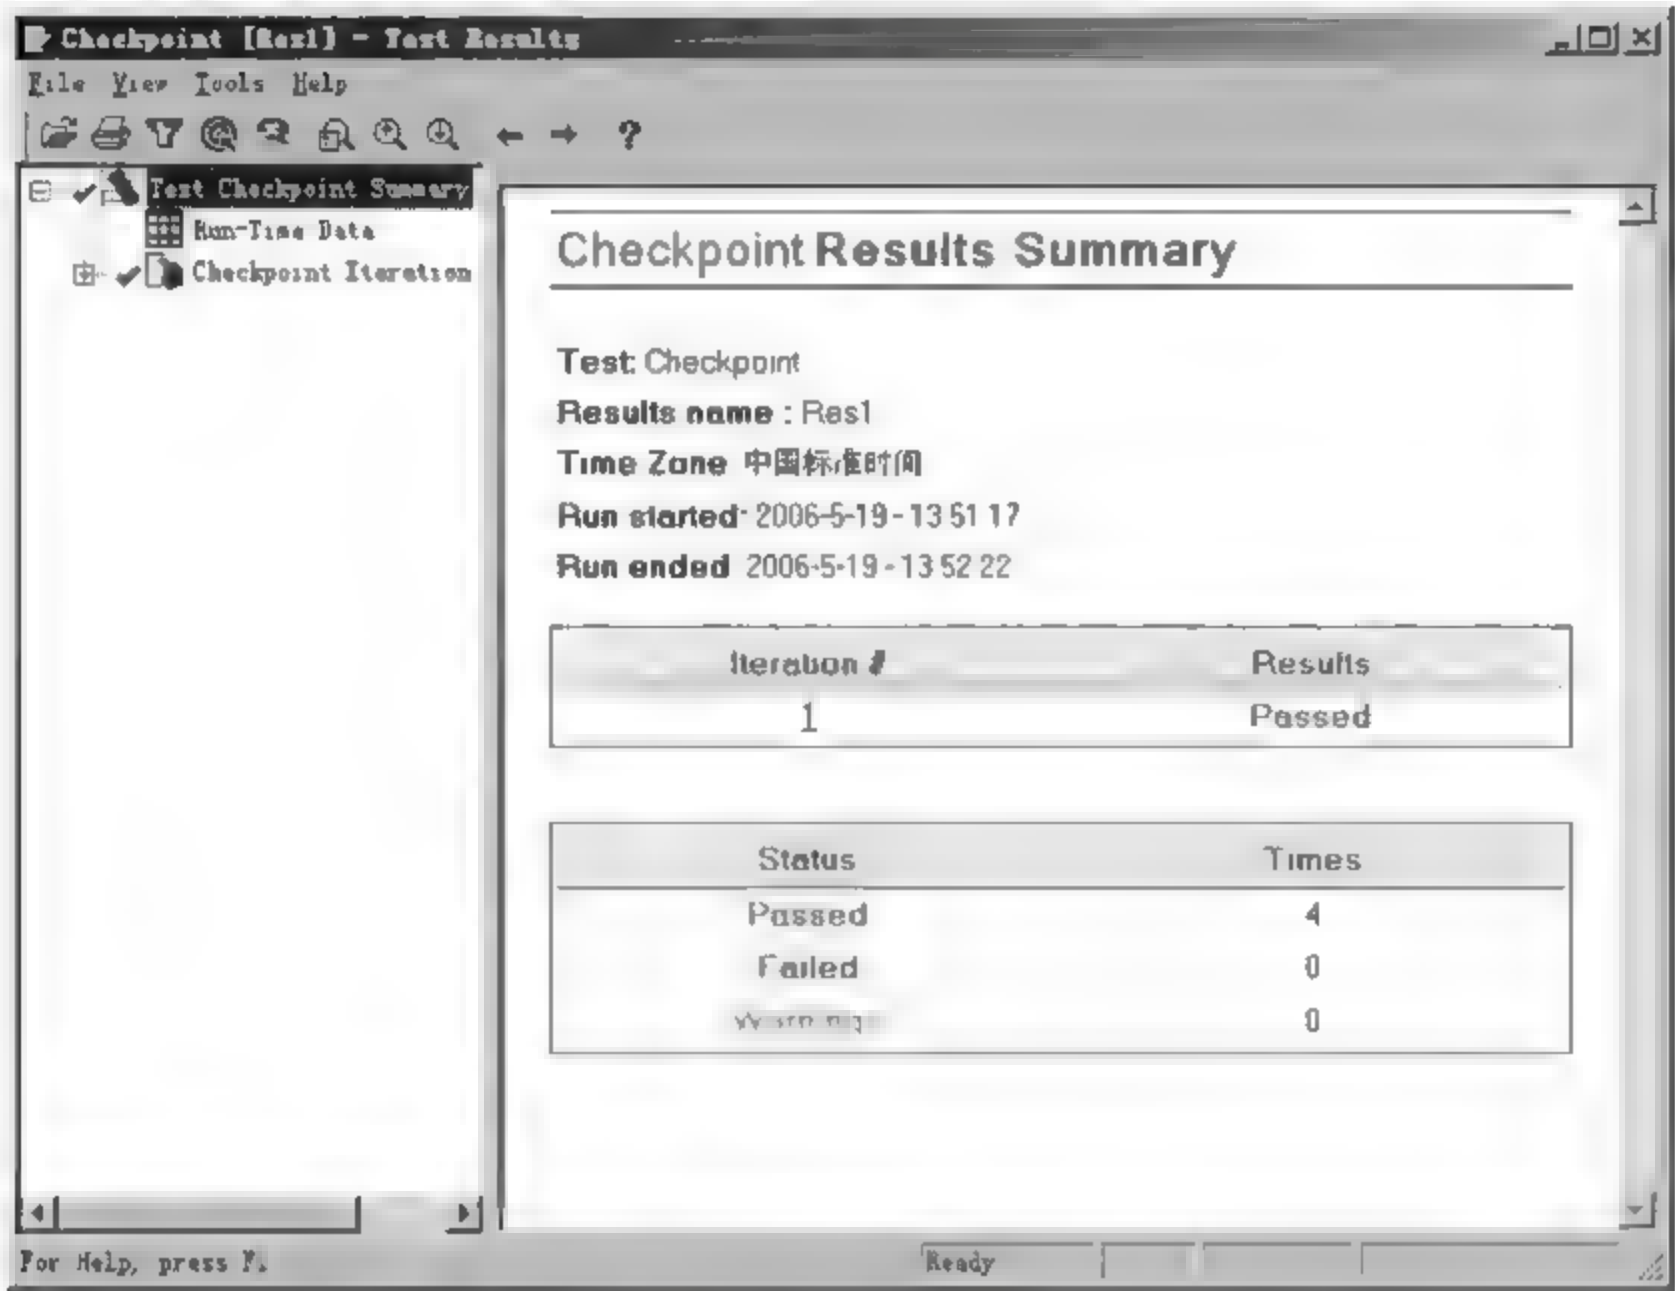 Checkpoint [Res1] - Test Results
File View Tools Help
Test Checkpoint Summary
Run-Time Data
Checkpoint Iteration
Checkpoint Results Summary
Test: Checkpoint
Results name : Res1
Time Zone 中国标准时间
Run started: 2006-5-19 - 13 51 17
Run ended 2006-5-19 - 13 52 22
Iteration # Results
1 Passed
Status Times
Passed 4
Failed 0
Warnings 0
For Help, press F1
Ready